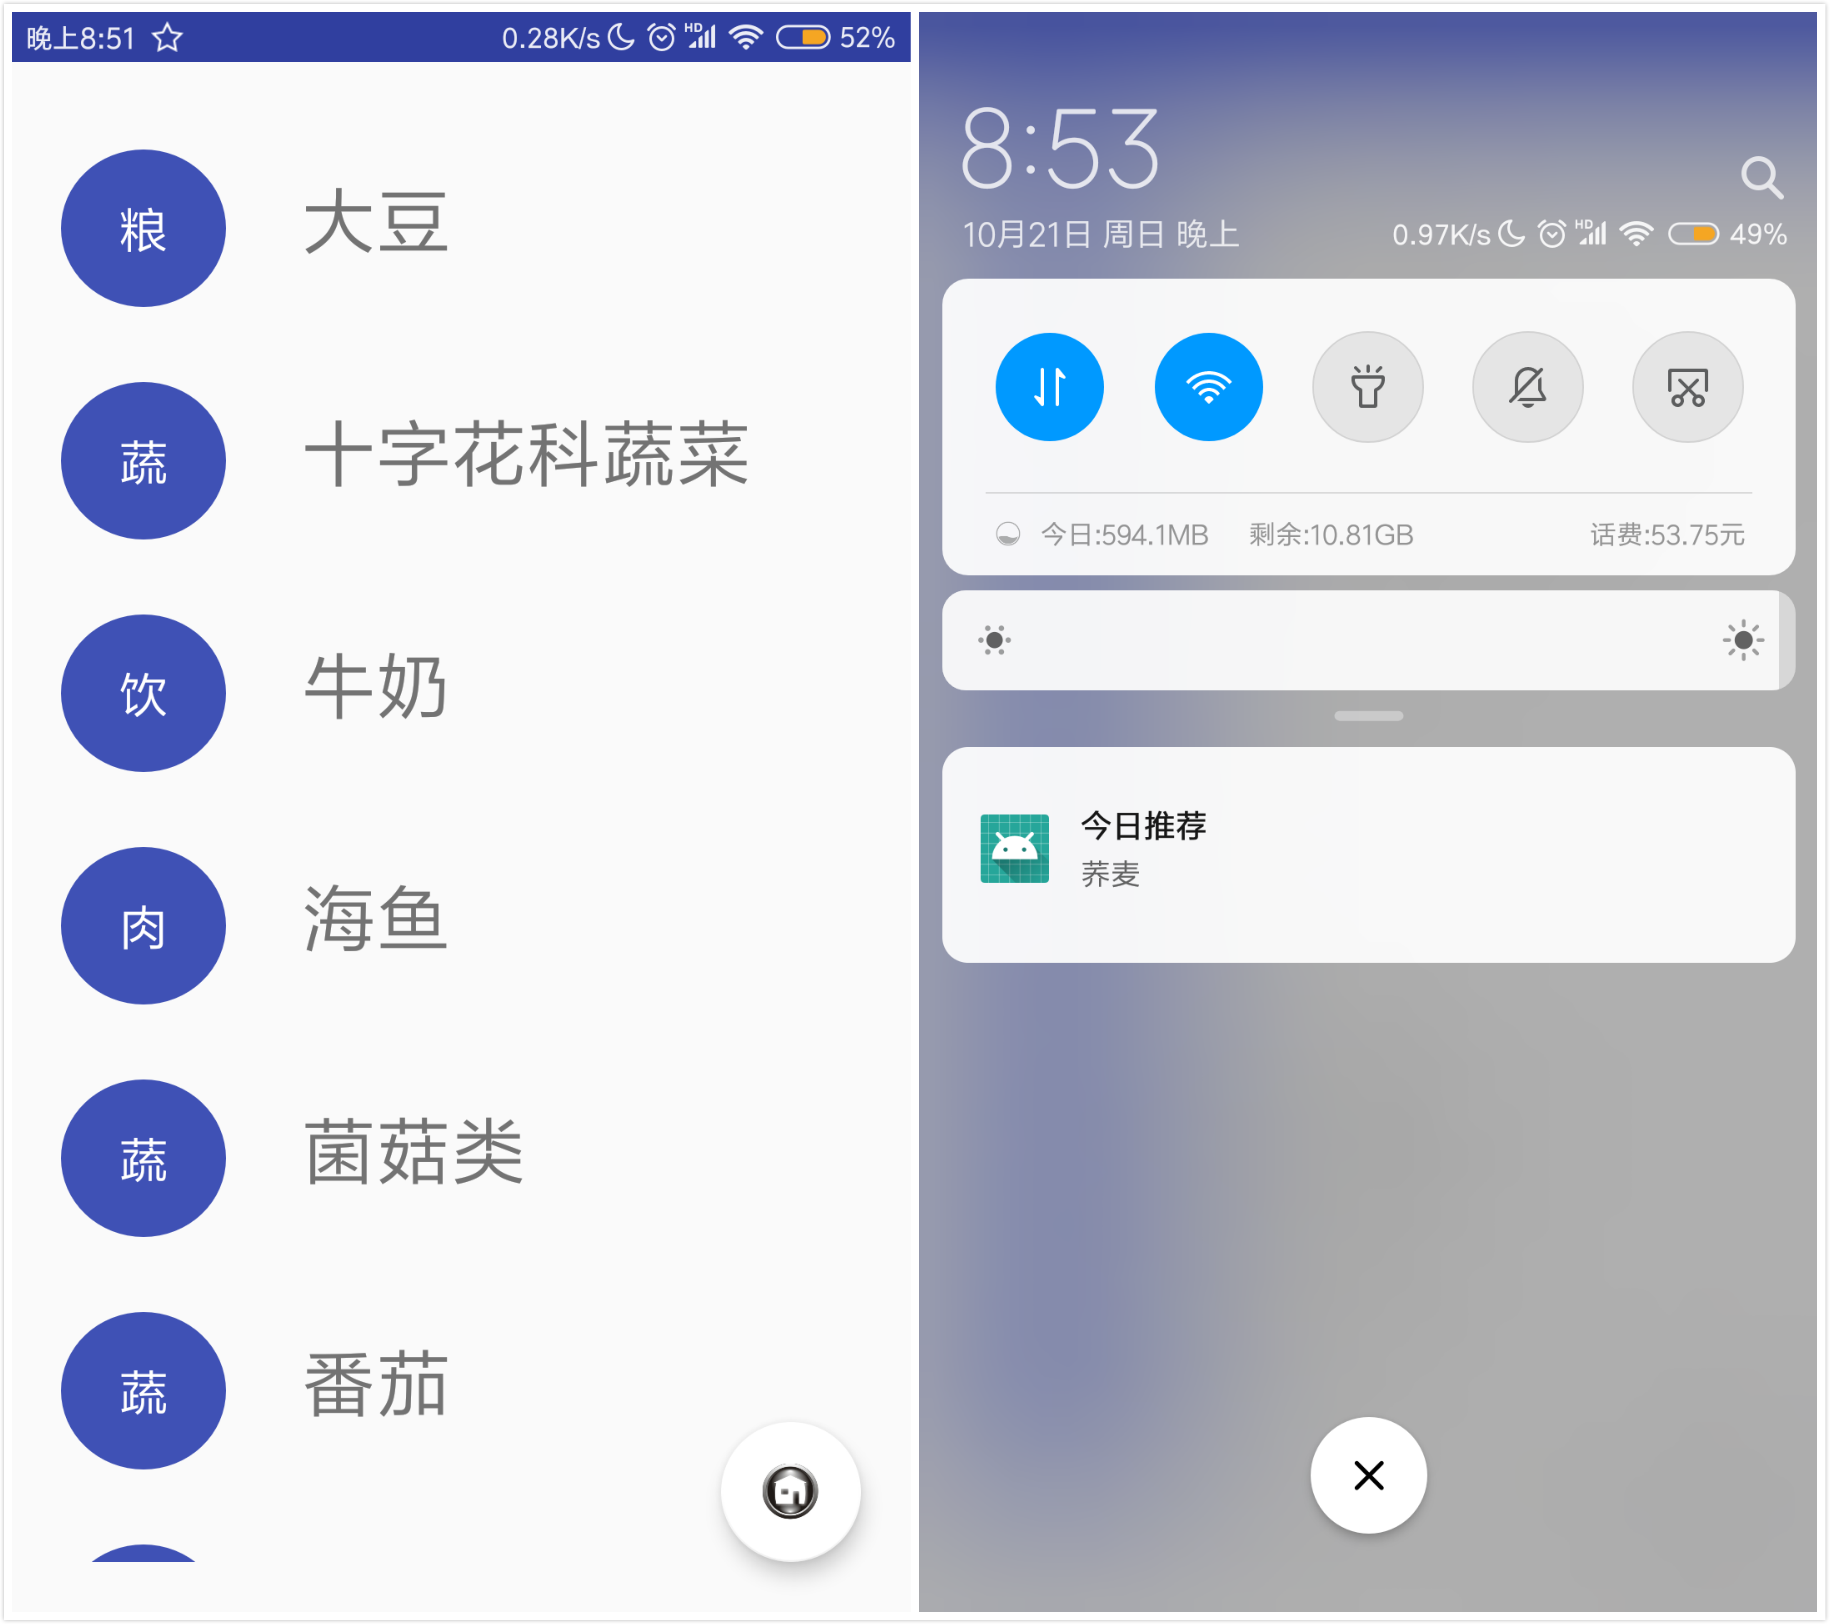 晚上8:51 0.28K/s HD 52%
粮 大豆
蔬 十字花科蔬菜
饮 牛奶
肉 海鱼
蔬 菌菇类
蔬 番茄
8:53
10月21日 周日 晚上 0.97K/s HD 49%
今日:594.1MB 剩余:10.81GB 话费:53.75元
今日推荐
荞麦